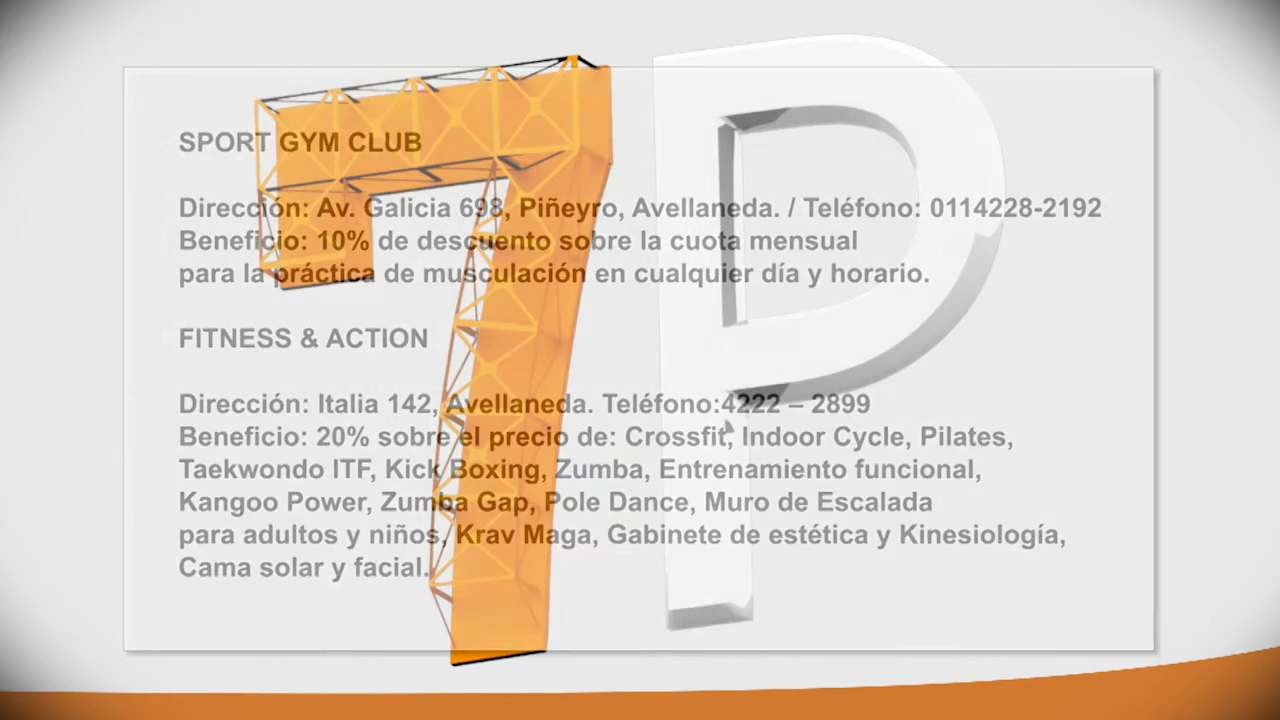 7P
SPORT GYM CLUB
Dirección: Av. Galicia 698, Piñeyro, Avellaneda. / Teléfono: 0114228-2192
Beneficio: 10% de descuento sobre la cuota mensual
para la práctica de musculación en cualquier día y horario.
FITNESS & ACTION
Dirección: Italia 142, Avellaneda. Teléfono:4222 – 2899
Beneficio: 20% sobre el precio de: Crossfit, Indoor Cycle, Pilates,
Taekwondo ITF, Kick Boxing, Zumba, Entrenamiento funcional,
Kangoo Power, Zumba Gap, Pole Dance, Muro de Escalada
para adultos y niños, Krav Maga, Gabinete de estética y Kinesiología,
Cama solar y facial.